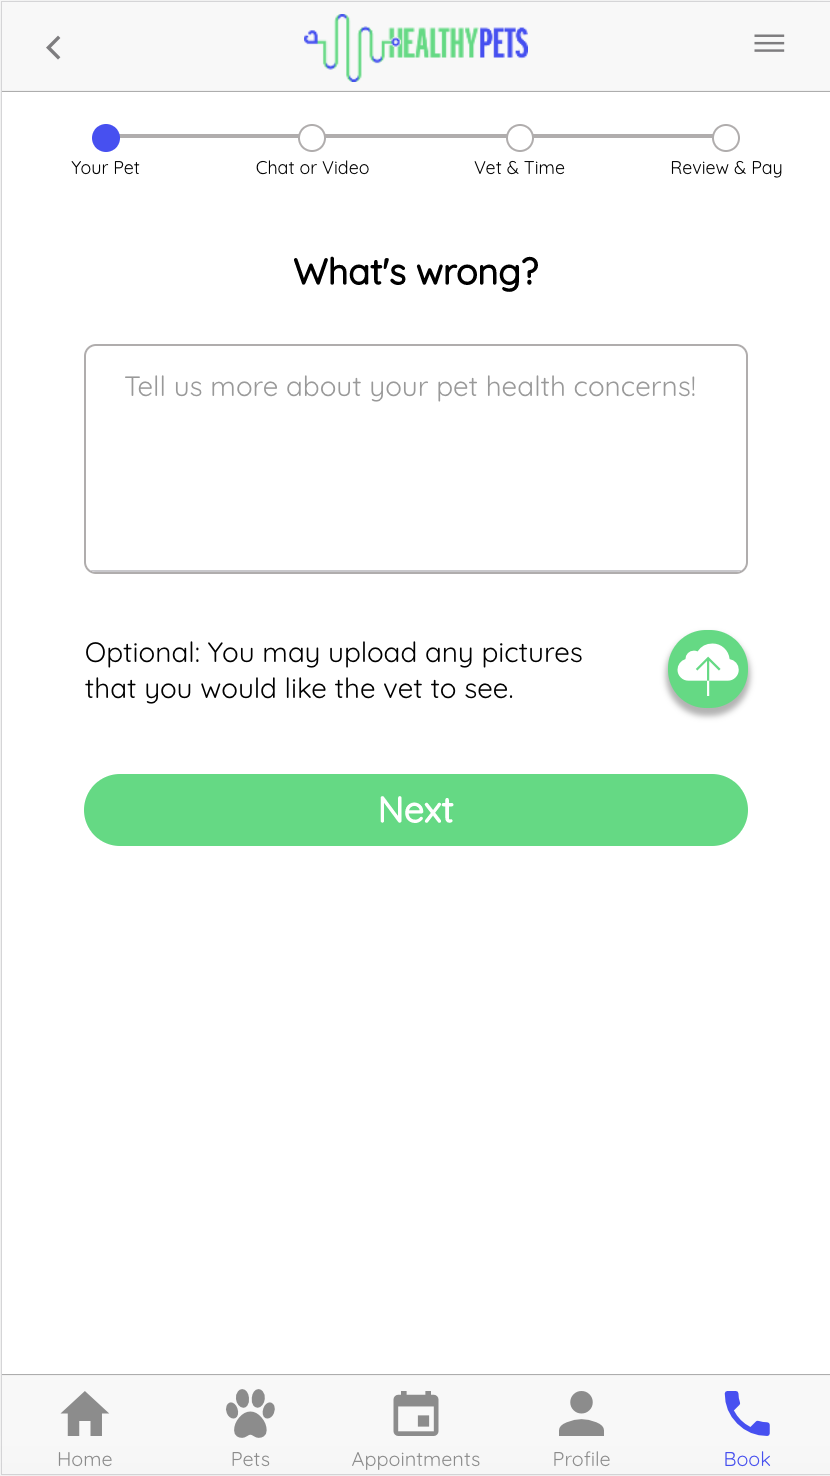 HEALTHYPETS
Your Pet
Chat or Video
Vet & Time
Review & Pay
What's wrong?
Tell us more about your pet health concerns!
Optional: You may upload any pictures
that you would like the vet to see.
Next
Home
Pets
Appointments
Profile
Book